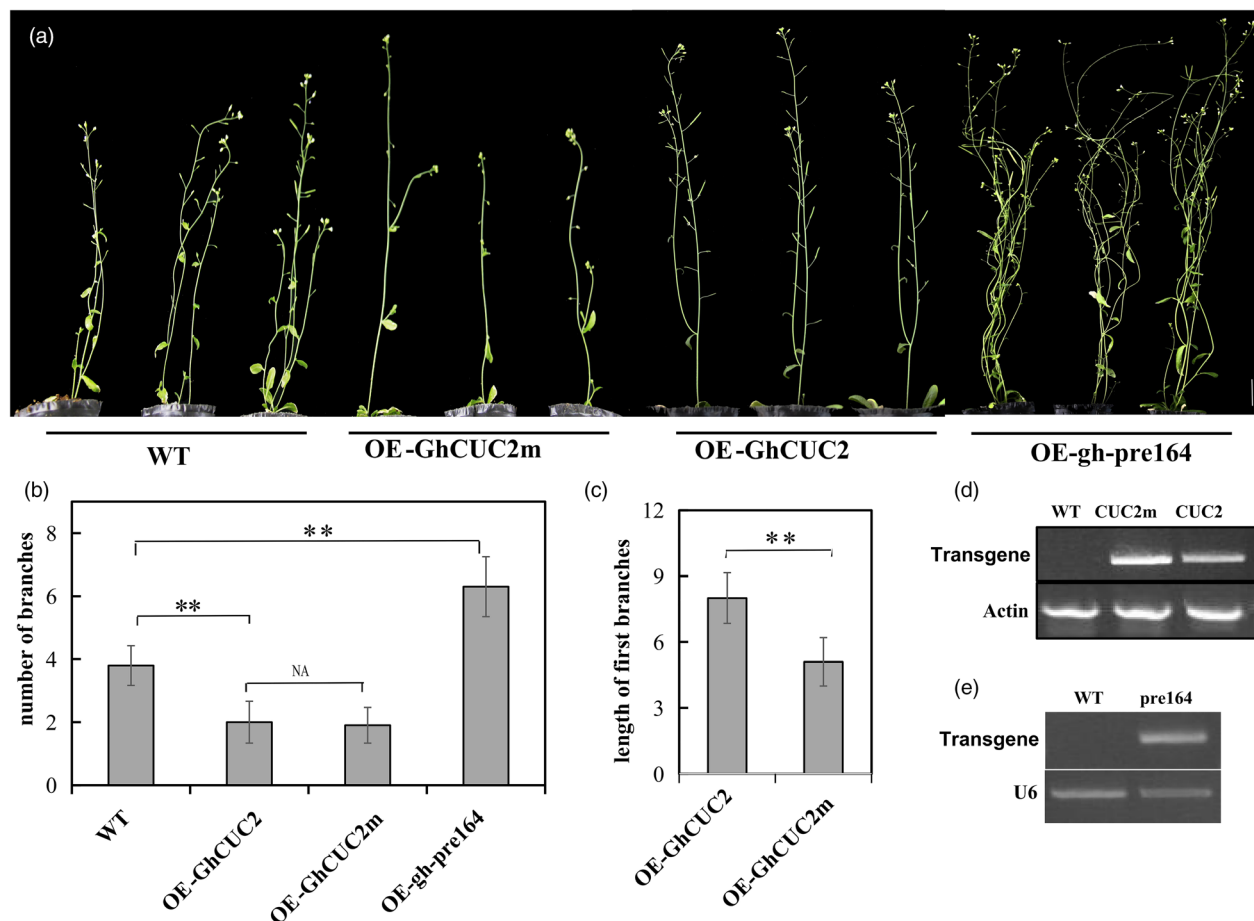 (a)
WT
OE-GhCUC2m
OE-GhCUC2
OE-gh-pre164
(b)
number of branches
8
6
4
2
0
**
**
NA
WT
OE-GhCUC2
OE-GhCUC2m
OE-gh-pre164
(c)
length of first branches
12
9
6
3
0
**
OE-GhCUC2
OE-GhCUC2m
(d)
WT CUC2m CUC2
Transgene
Actin
(e)
WT pre164
Transgene
U6